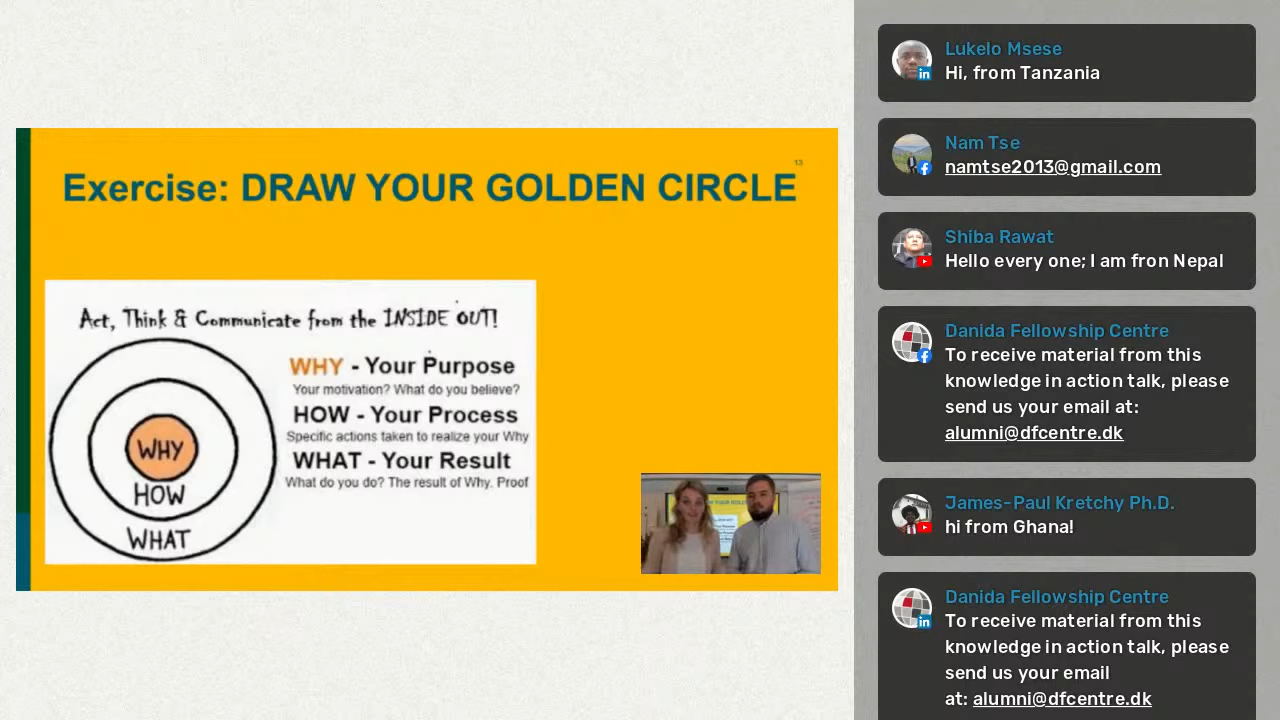 13
Exercise: DRAW YOUR GOLDEN CIRCLE
Act, Think & Communicate from the INSIDE OUT!
WHY - Your Purpose
Your motivation? What do you believe?
HOW - Your Process
Specific actions taken to realize your Why
WHAT - Your Result
What do you do? The result of Why. Proof
WHY
HOW
WHAT
Lukelo Msese
Hi, from Tanzania
Nam Tse
namtse2013@gmail.com
Shiba Rawat
Hello every one; I am fron Nepal
Danida Fellowship Centre
To receive material from this
knowledge in action talk, please
send us your email at:
alumni@dfcentre.dk
James-Paul Kretchy Ph.D.
hi from Ghana!
Danida Fellowship Centre
To receive material from this
knowledge in action talk, please
send us your email
at: alumni@dfcentre.dk